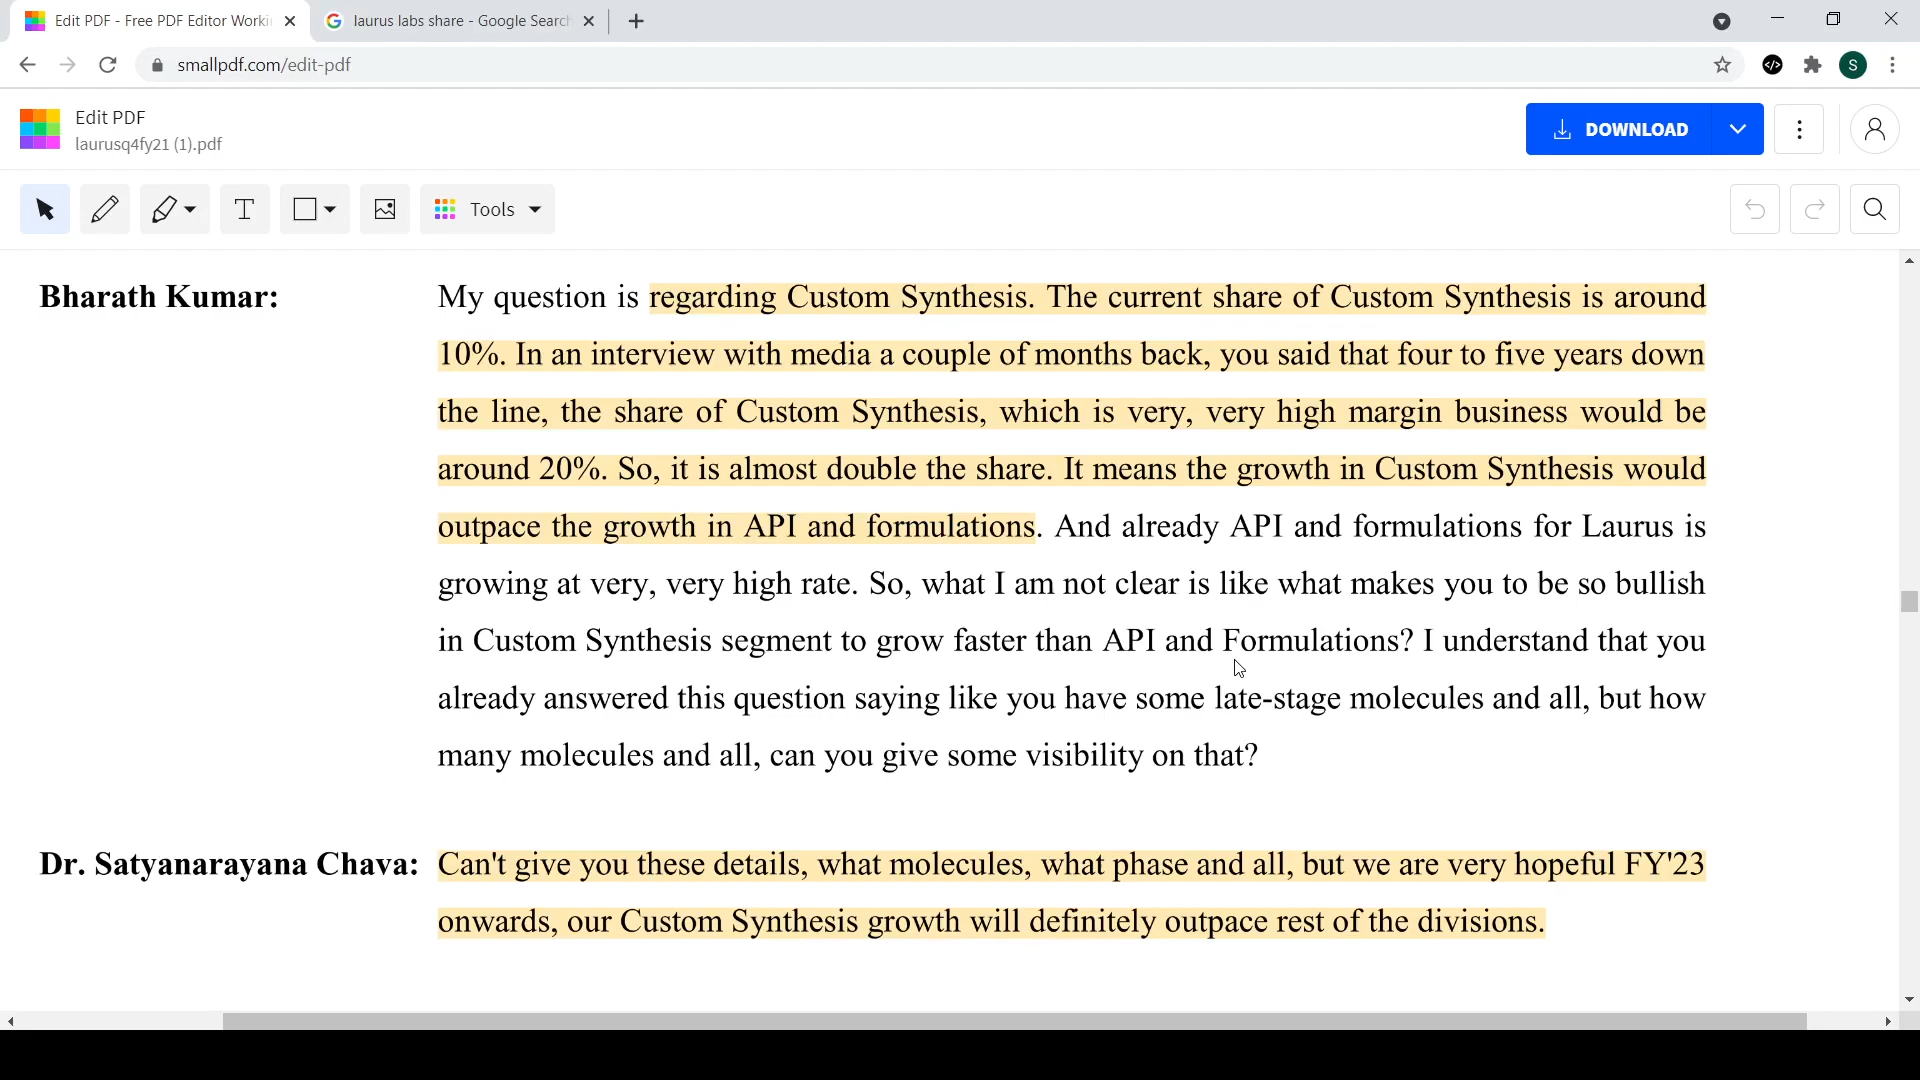 Edit PDF - Free PDF Editor Worki
laurus labs share - Google Search
smallpdf.com/edit-pdf
S
Edit PDF
laurusq4fy21 (1).pdf
DOWNLOAD
T
Tools
Bharath Kumar:
My question is regarding Custom Synthesis. The current share of Custom Synthesis is around
10%. In an interview with media a couple of months back, you said that four to five years down
the line, the share of Custom Synthesis, which is very, very high margin business would be
around 20%. So, it is almost double the share. It means the growth in Custom Synthesis would
outpace the growth in API and formulations. And already API and formulations for Laurus is
growing at very, very high rate. So, what I am not clear is like what makes you to be so bullish
in Custom Synthesis segment to grow faster than API and Formulations? I understand that you
already answered this question saying like you have some late-stage molecules and all, but how
many molecules and all, can you give some visibility on that?
Dr. Satyanarayana Chava:
Can't give you these details, what molecules, what phase and all, but we are very hopeful FY'23
onwards, our Custom Synthesis growth will definitely outpace rest of the divisions.